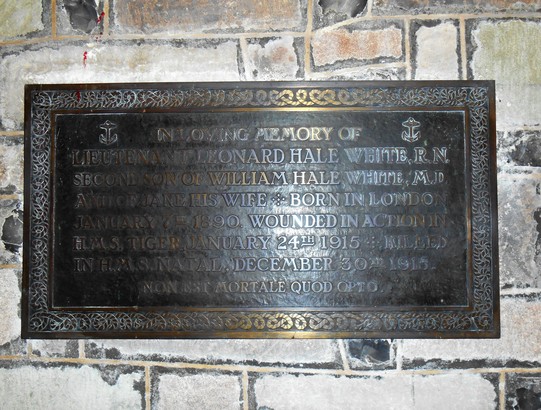 IN LOVING MEMORY OF
LIEUTENANT LEONARD HALE WHITE, R.N.
SECOND SON OF WILLIAM HALE WHITE, M.D.
AND JANE HIS WIFE BORN IN LONDON
JANUARY 1890 WOUNDED IN ACTION IN
H.M.S. TIGER, JANUARY 24TH 1915 KILLED
IN H.M.S. NATAL, DECEMBER 30TH 1915.
NON EST MORTALE QUOD OPTO.